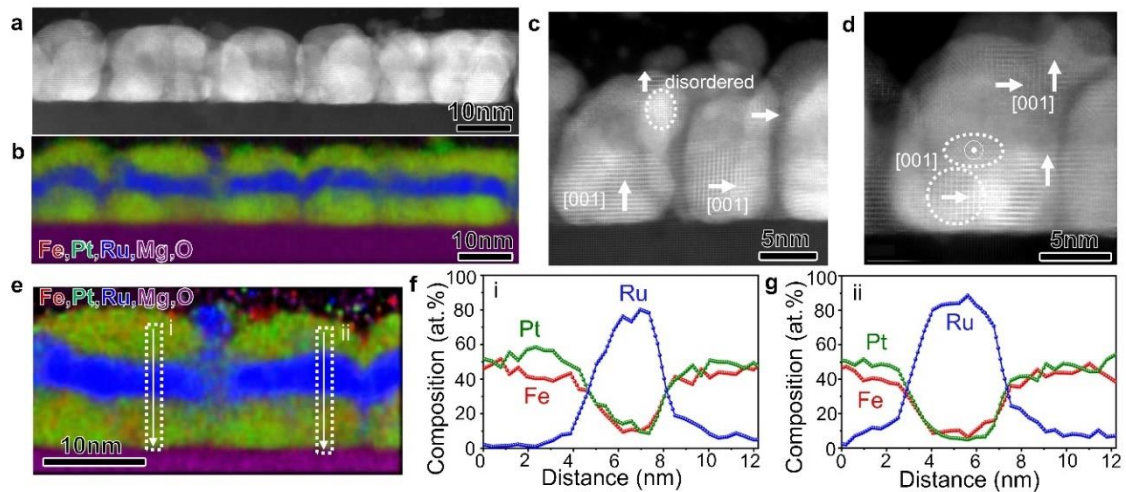 a
10nm
b
Fe,Pt,Ru,Mg,O
10nm
c
disordered
[001]
[001]
5nm
d
[001]
[001]
5nm
e
Fe,Pt,Ru,Mg,O
i
ii
10nm
f
i
Ru
Pt
Fe
Composition (at.%)
100
80
60
40
20
0
0 2 4 6 8 10 12
Distance (nm)
g
ii
Ru
Pt
Fe
Composition (at.%)
100
80
60
40
20
0
0 2 4 6 8 10 12
Distance (nm)